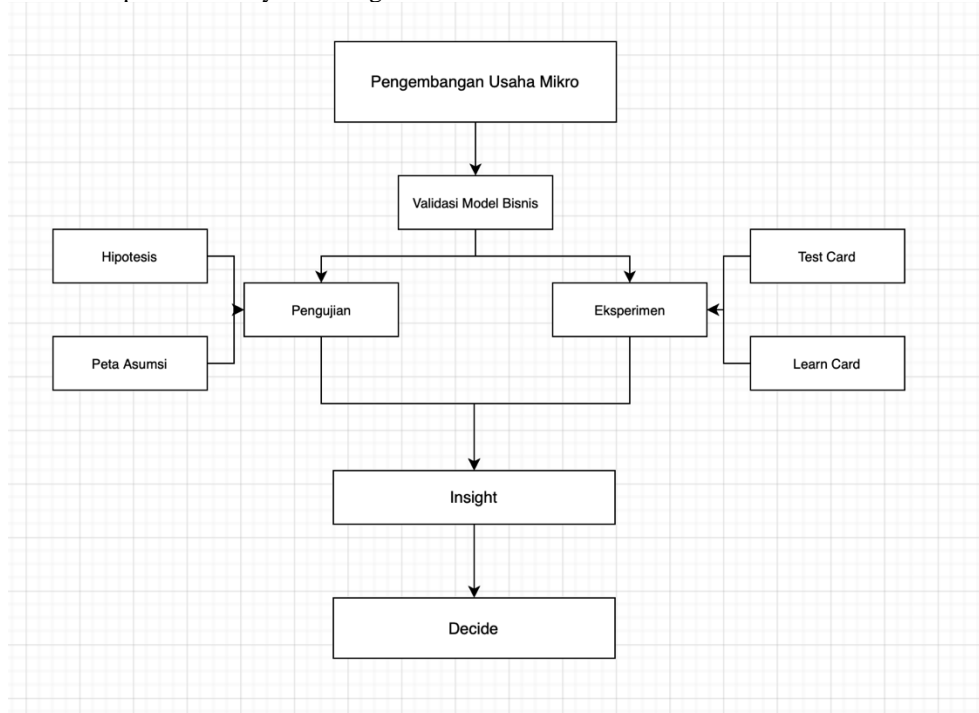 Pengembangan Usaha Mikro
Validasi Model Bisnis
Hipotesis
Test Card
Pengujian
Eksperimen
Peta Asumsi
Learn Card
Insight
Decide